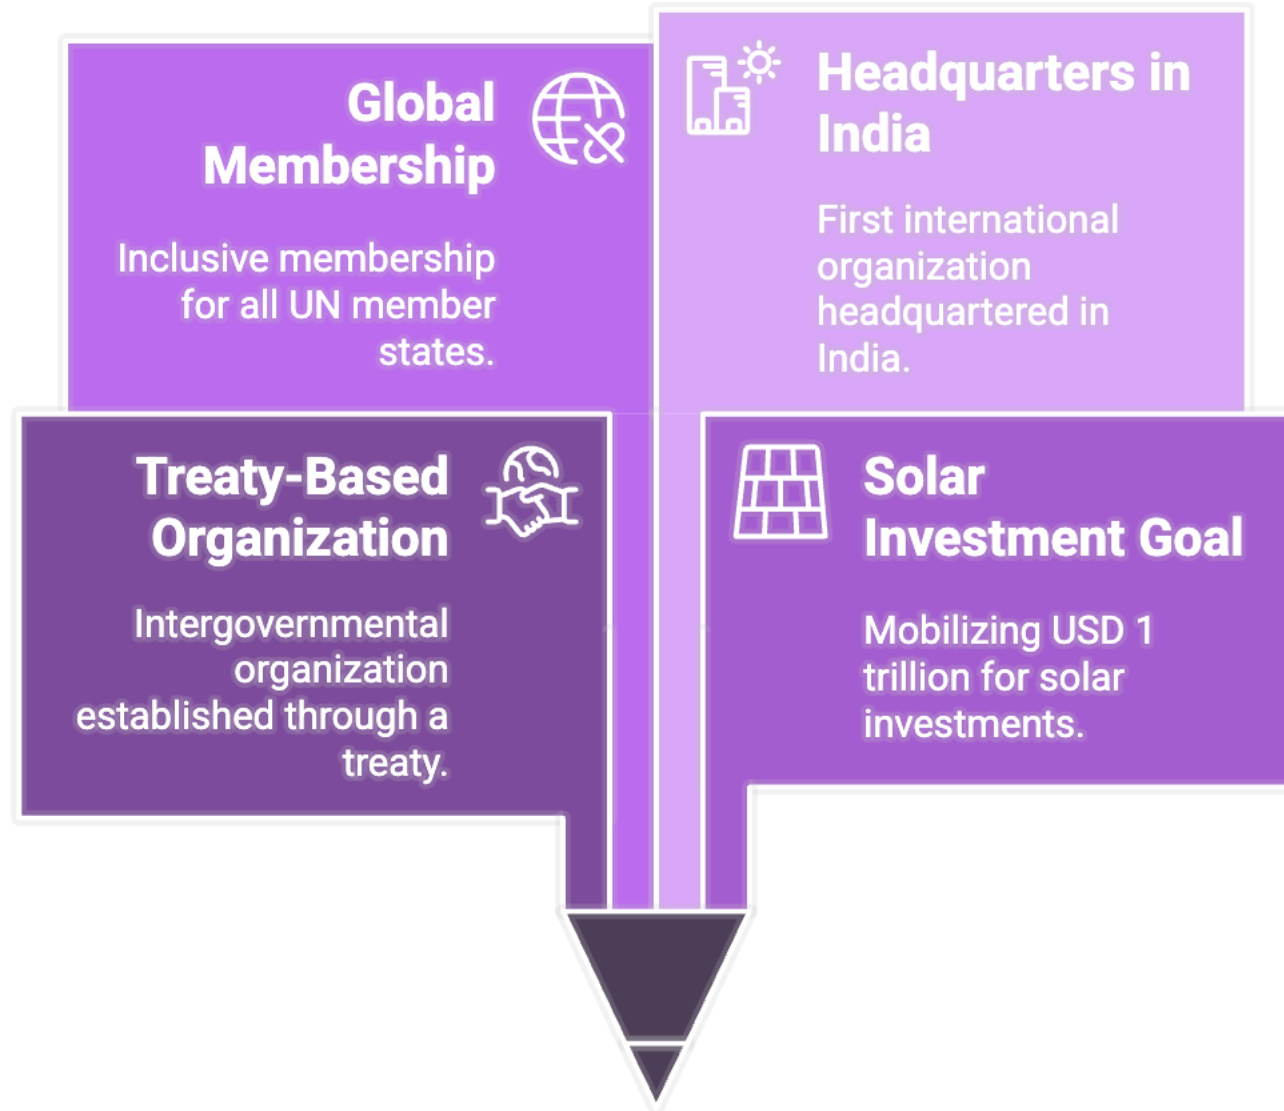 Global
Membership
Inclusive membership
for all UN member
states.
Headquarters in
India
First international
organization
headquartered in
India.
Treaty-Based
Organization
Intergovernmental
organization
established through a
treaty.
Solar
Investment Goal
Mobilizing USD 1
trillion for solar
investments.